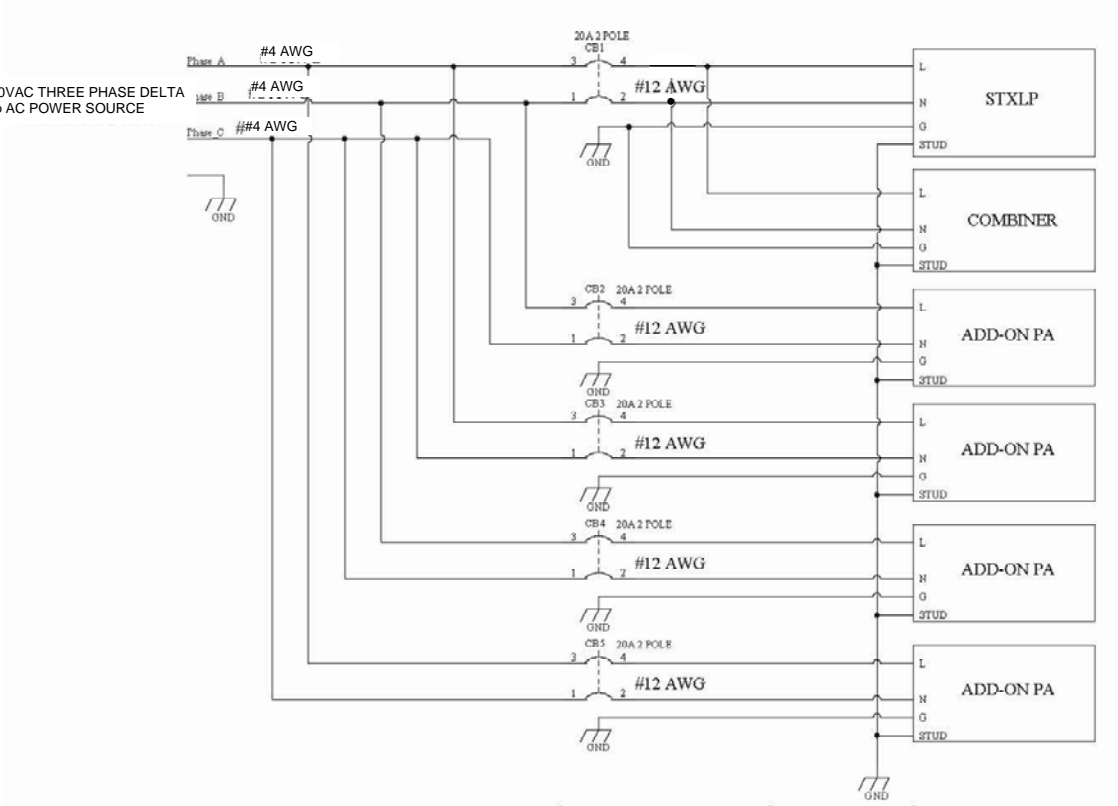 20A 2 POLE
CB1
#4 AWG
Phase_A
3 4
L
#4 AWG
0VAC THREE PHASE DELTA
AC POWER SOURCE
Phase B
1 2
#12 AWG
N
STXLP
Phase_C
##4 AWG
G
GND
STUD
GND
L
N
COMBINER
G
STUD
CB2 20A 2 POLE
3 4
L
#12 AWG
1 2
N
ADD-ON PA
G
GND
STUD
CB3 20A 2 POLE
3 4
L
#12 AWG
1 2
N
ADD-ON PA
G
GND
STUD
CB4 20A 2 POLE
3 4
L
#12 AWG
1 2
N
ADD-ON PA
G
GND
STUD
CB5 20A 2 POLE
3 4
L
#12 AWG
1 2
N
ADD-ON PA
G
GND
STUD
GND